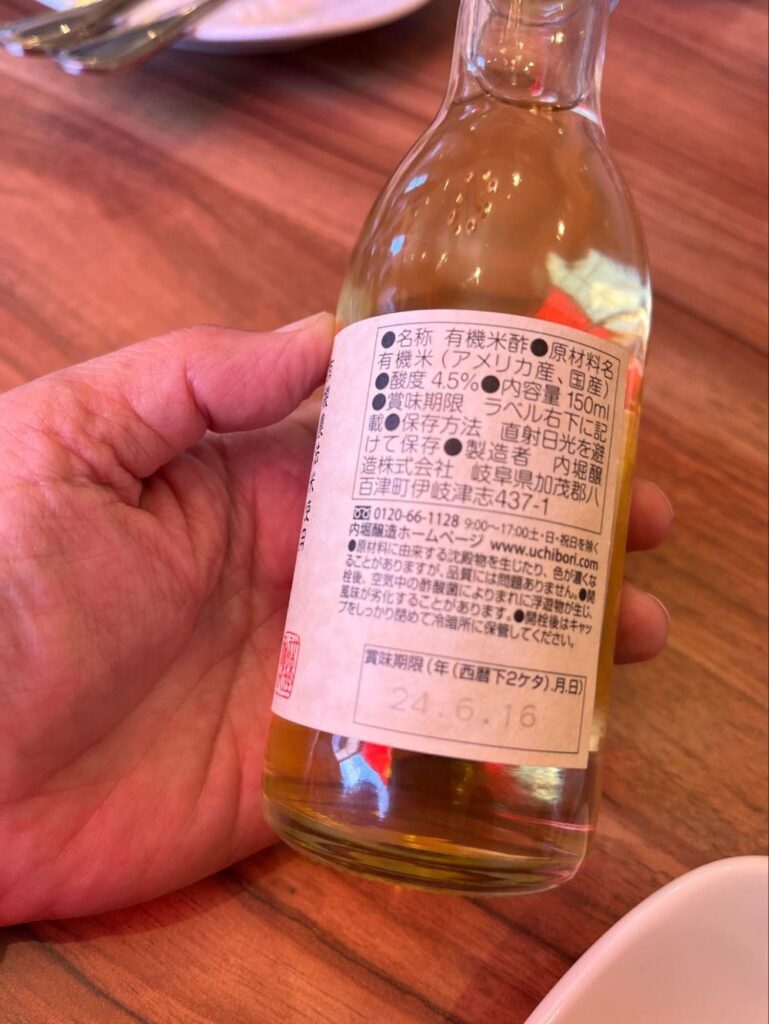 ●名称 有機米酢●原材料名
有機米（アメリカ産、国産）
●酸度 4.5%●内容量 150ml
●賞味期限 ラベル右下に記
載●保存方法 直射日光を避
けて保存●製造者 内堀醸
造株式会社 岐阜県加茂郡八
百津町伊岐津志437-1
0120-66-1128 9:00〜17:00土・日・祝日を除く
内堀醸造ホームページ www.uchibori.com
●原材料に由来する沈殿物を生じたり、色が濃くな
ることがありますが、品質には問題ありません。●開
栓後、空気中の酢酸菌によりまれに浮遊物が生じ、
風味が劣化することがあります。●開栓後はキャッ
プをしっかり閉めて冷暗所に保管してください。
賞味期限（年（西暦下2ケタ）.月.日）
24.6.16